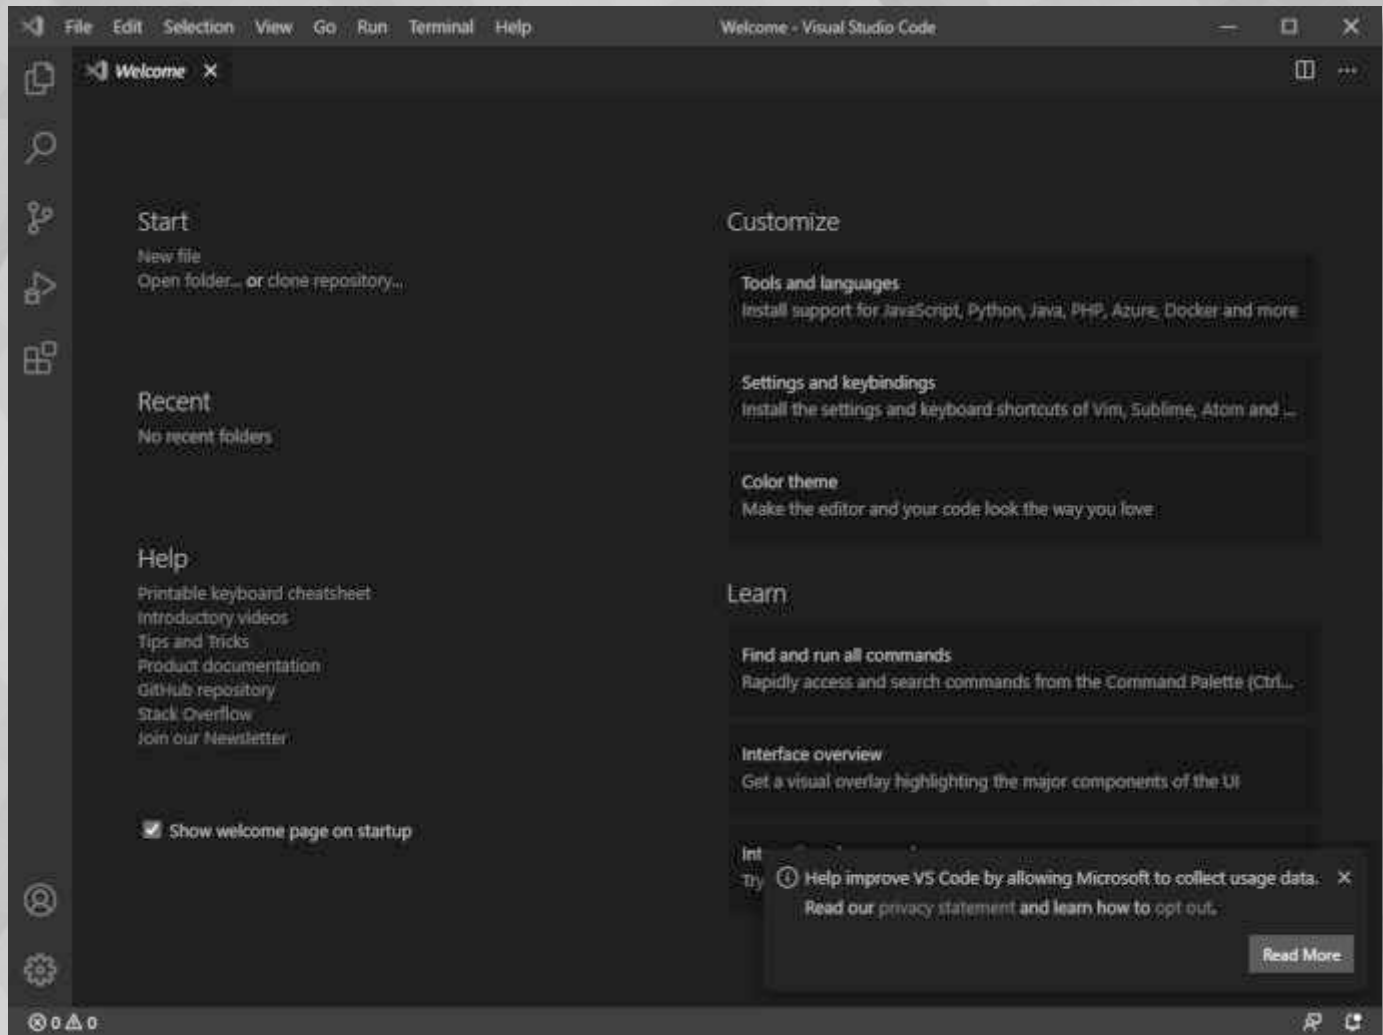 File Edit Selection View Go Run Terminal Help
Welcome - Visual Studio Code
Welcome
Start
New file
Open folder... or clone repository...
Recent
No recent folders
Help
Printable keyboard cheatsheet
Introductory videos
Tips and Tricks
Product documentation
GitHub repository
Stack Overflow
Join our Newsletter
Show welcome page on startup
Customize
Tools and languages
Install support for JavaScript, Python, Java, PHP, Azure, Docker and more
Settings and keybindings
Install the settings and keyboard shortcuts of Vim, Sublime, Atom and ...
Color theme
Make the editor and your code look the way you love
Learn
Find and run all commands
Rapidly access and search commands from the Command Palette (Ctrl...
Interface overview
Get a visual overlay highlighting the major components of the UI
Int
Try
Help improve VS Code by allowing Microsoft to collect usage data.
Read our privacy statement and learn how to opt out.
Read More
0 0